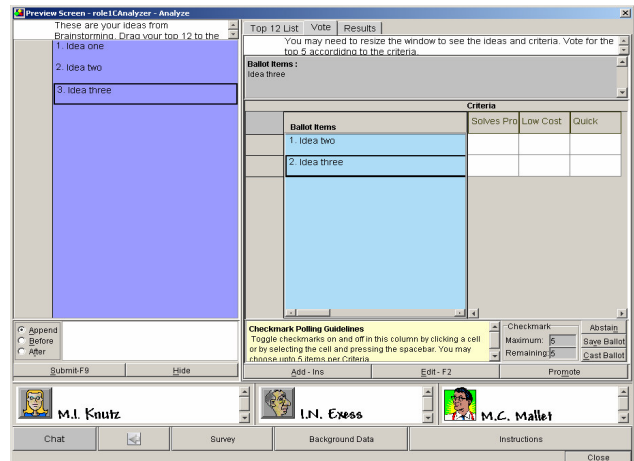 Preview Screen - role1CAnalyzer - Analyze
These are your ideas from
Brainstorming. Drag your top 12 to the
1. Idea one
2. Idea two
3. Idea three
Append
Before
After
Submit-F9
Hide
Top 12 List
Vote
Results
You may need to resize the window to see the ideas and criteria. Vote for the
top 5 accordidng to the criteria.
Ballot Items :
Idea three
Criteria
Ballot Items
Solves Pro
Low Cost
Quick
1. Idea two
2. Idea three
Checkmark Polling Guidelines
Toggle checkmarks on and off in this column by clicking a cell
or by selecting the cell and pressing the spacebar. You may
choose upto 5 items per Criteria
Checkmark
Maximum: 5
Remaining: 5
Abstain
Save Ballot
Cast Ballot
Add - Ins
Edit - F2
Promote
M.I. Knutz
I.N. Exess
M.C. Mallet
Chat
Survey
Background Data
Instructions
Close